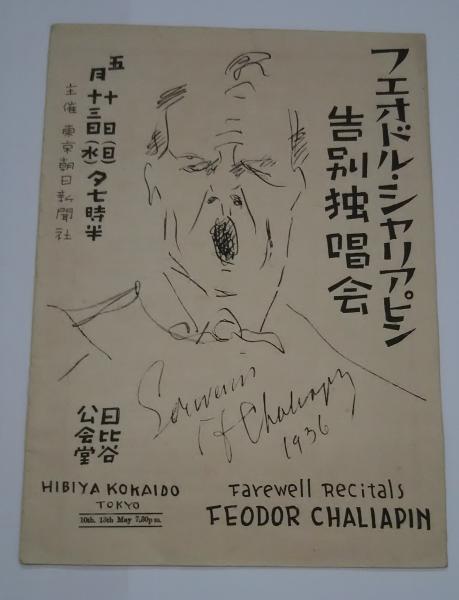 フェオドル・シャリアピン
告別独唱会
五月 十日(日) 十三日(水) 夕七時半
主催 東京朝日新聞社
Souvenir
F Chaliapin
1936
日比谷
公会堂
HIBIYA KOKAIDO
TOKYO
10th. 13th May 7,30p m.
Farewell Recitals
FEODOR CHALIAPIN